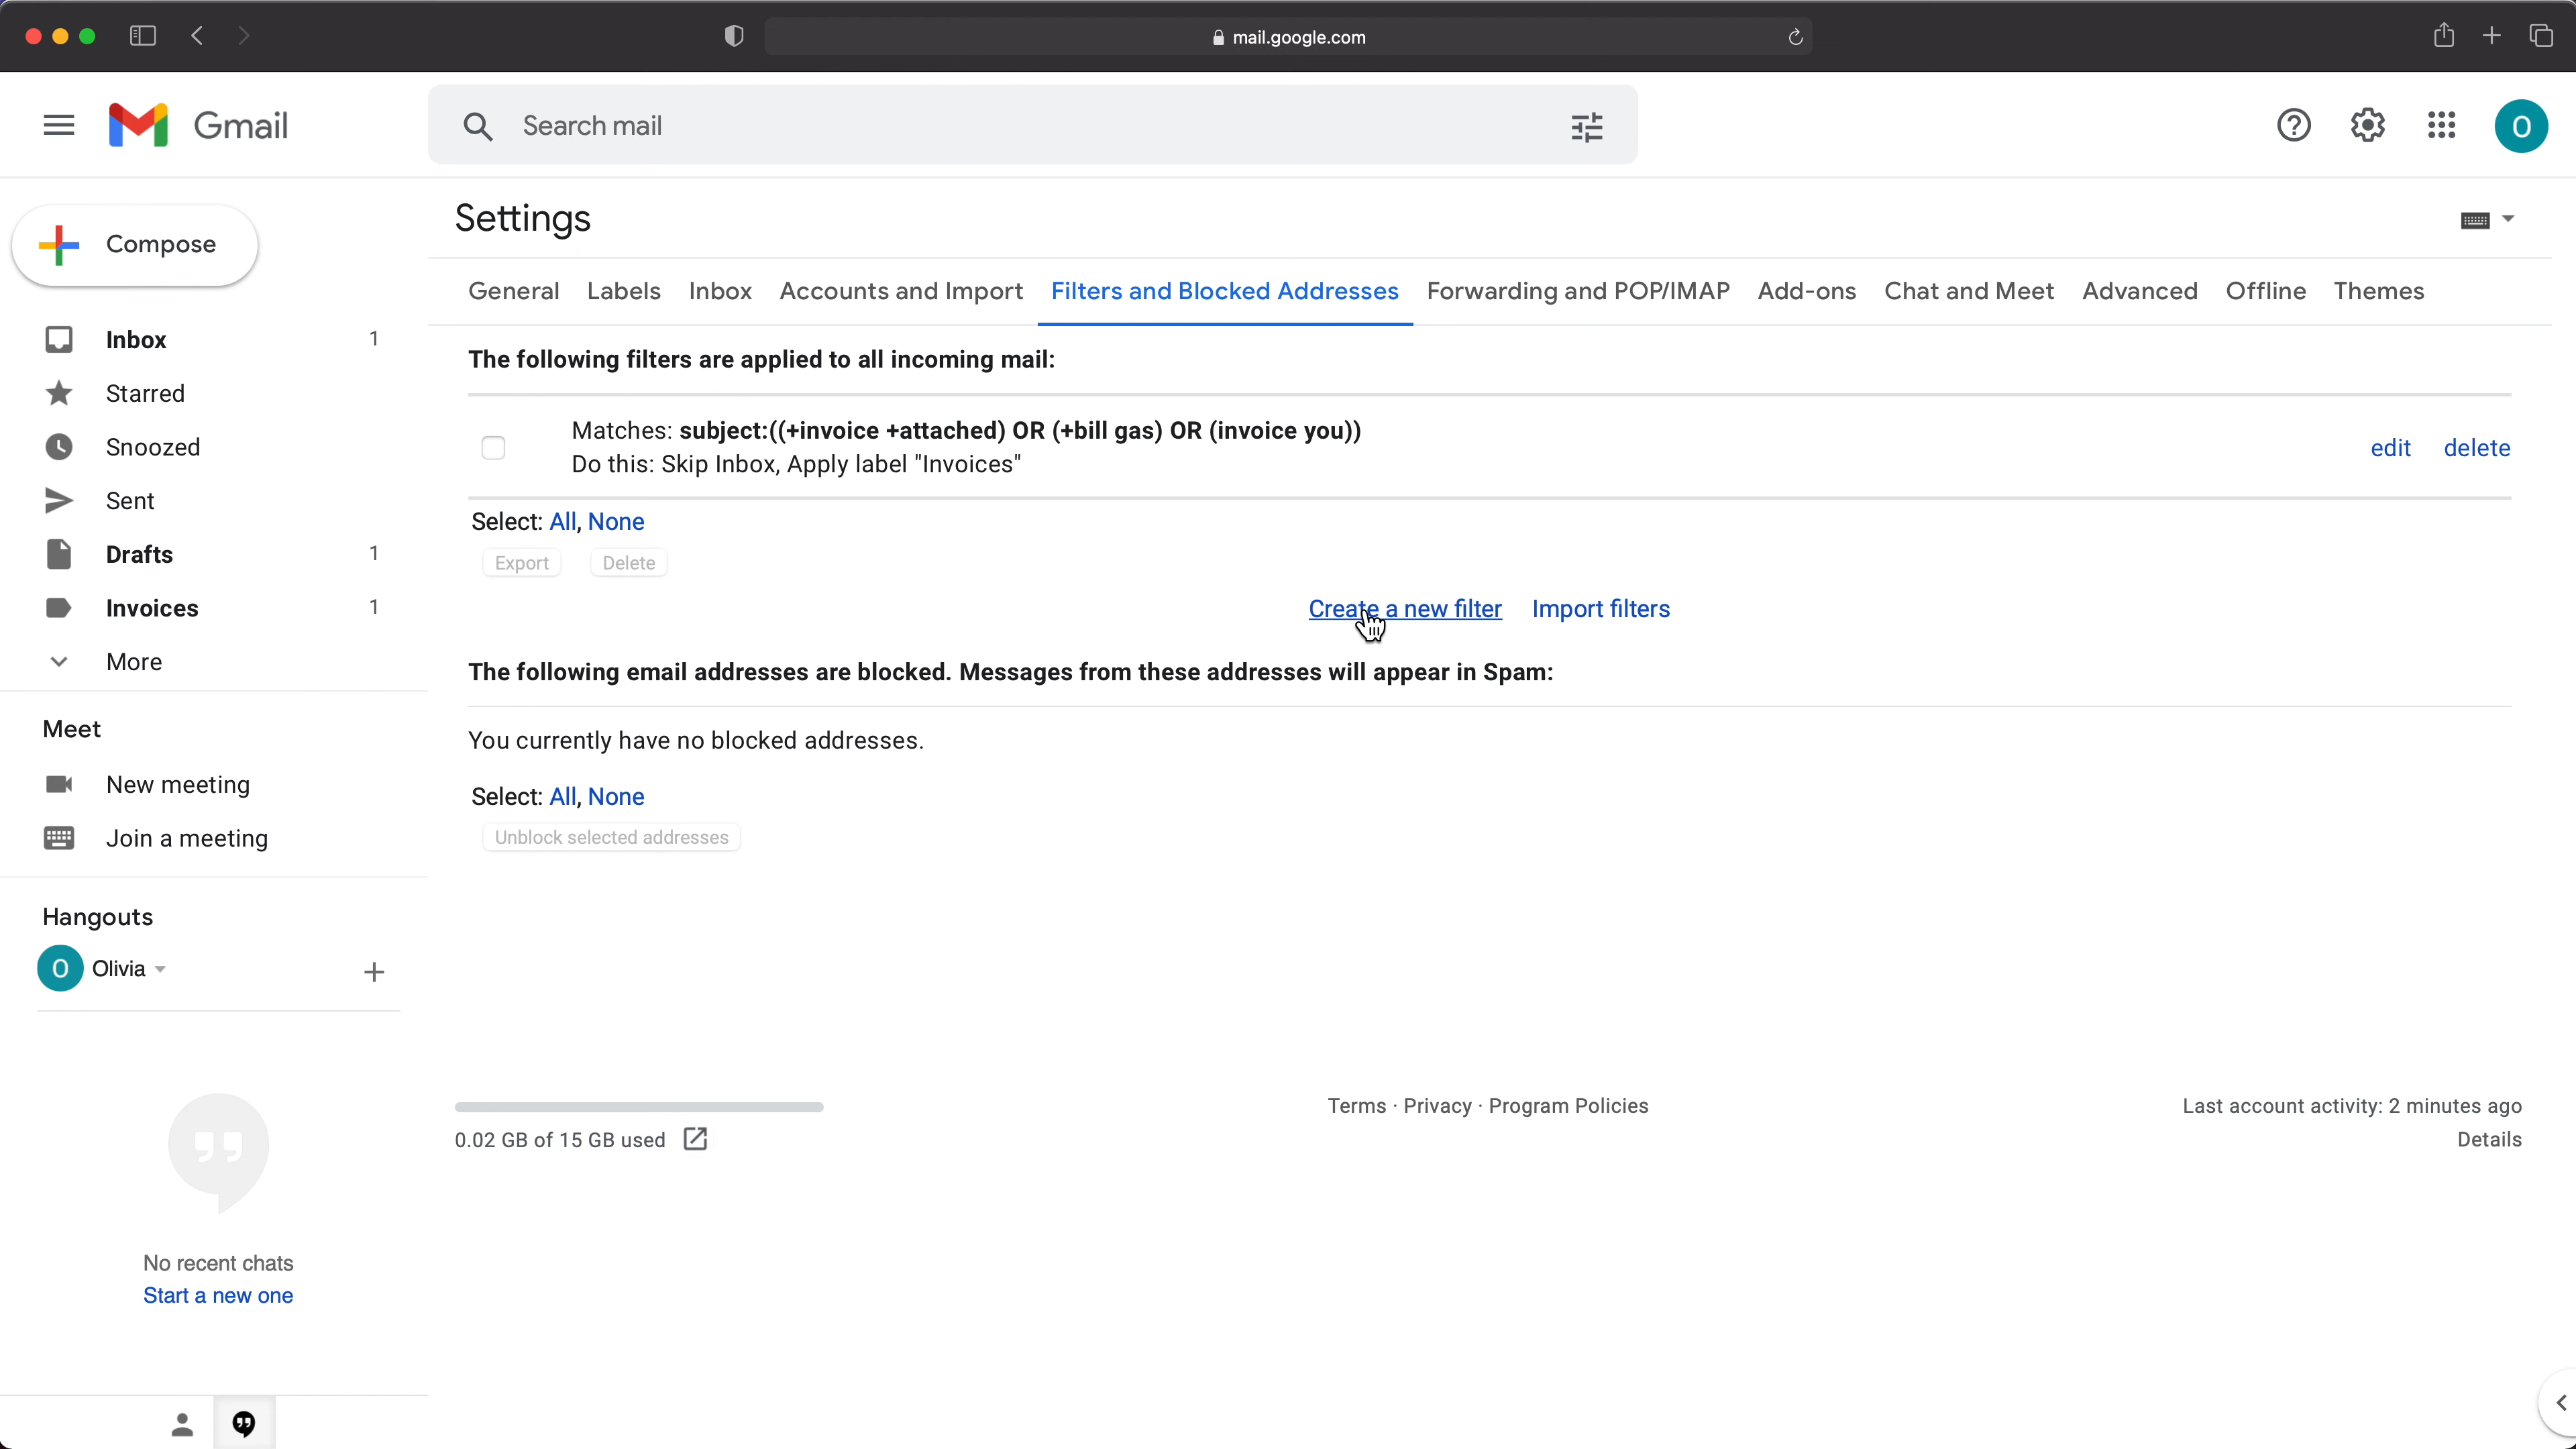 mail.google.com
Gmail
Search mail
O
Compose
Inbox 1
Starred
Snoozed
Sent
Drafts 1
Invoices 1
More
Meet
New meeting
Join a meeting
Hangouts
O Olivia
No recent chats
Start a new one
Settings
General Labels Inbox Accounts and Import Filters and Blocked Addresses Forwarding and POP/IMAP Add-ons Chat and Meet Advanced Offline Themes
The following filters are applied to all incoming mail:
Matches: subject:((+invoice +attached) OR (+bill gas) OR (invoice you))
Do this: Skip Inbox, Apply label "Invoices"
edit delete
Select: All, None
Export Delete
Create a new filter Import filters
The following email addresses are blocked. Messages from these addresses will appear in Spam:
You currently have no blocked addresses.
Select: All, None
Unblock selected addresses
0.02 GB of 15 GB used
Terms · Privacy · Program Policies
Last account activity: 2 minutes ago
Details